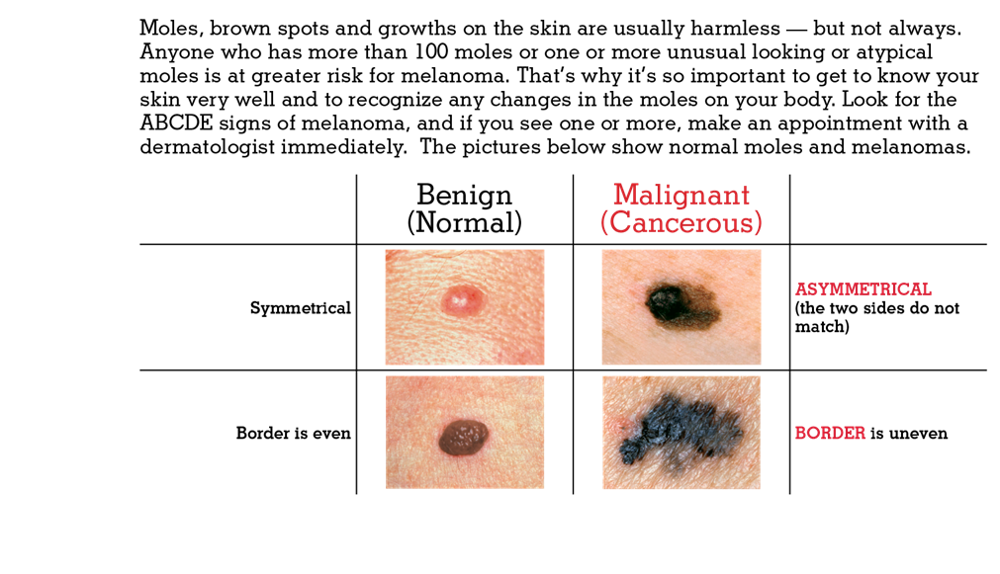 Moles, brown spots and growths on the skin are usually harmless — but not always.
Anyone who has more than 100 moles or one or more unusual looking or atypical
moles is at greater risk for melanoma. That's why it's so important to get to know your
skin very well and to recognize any changes in the moles on your body. Look for the
ABCDE signs of melanoma, and if you see one or more, make an appointment with a
dermatologist immediately.  The pictures below show normal moles and melanomas.
Benign
(Normal)
Malignant
(Cancerous)
Symmetrical
ASYMMETRICAL
(the two sides do not
match)
Border is even
BORDER is uneven